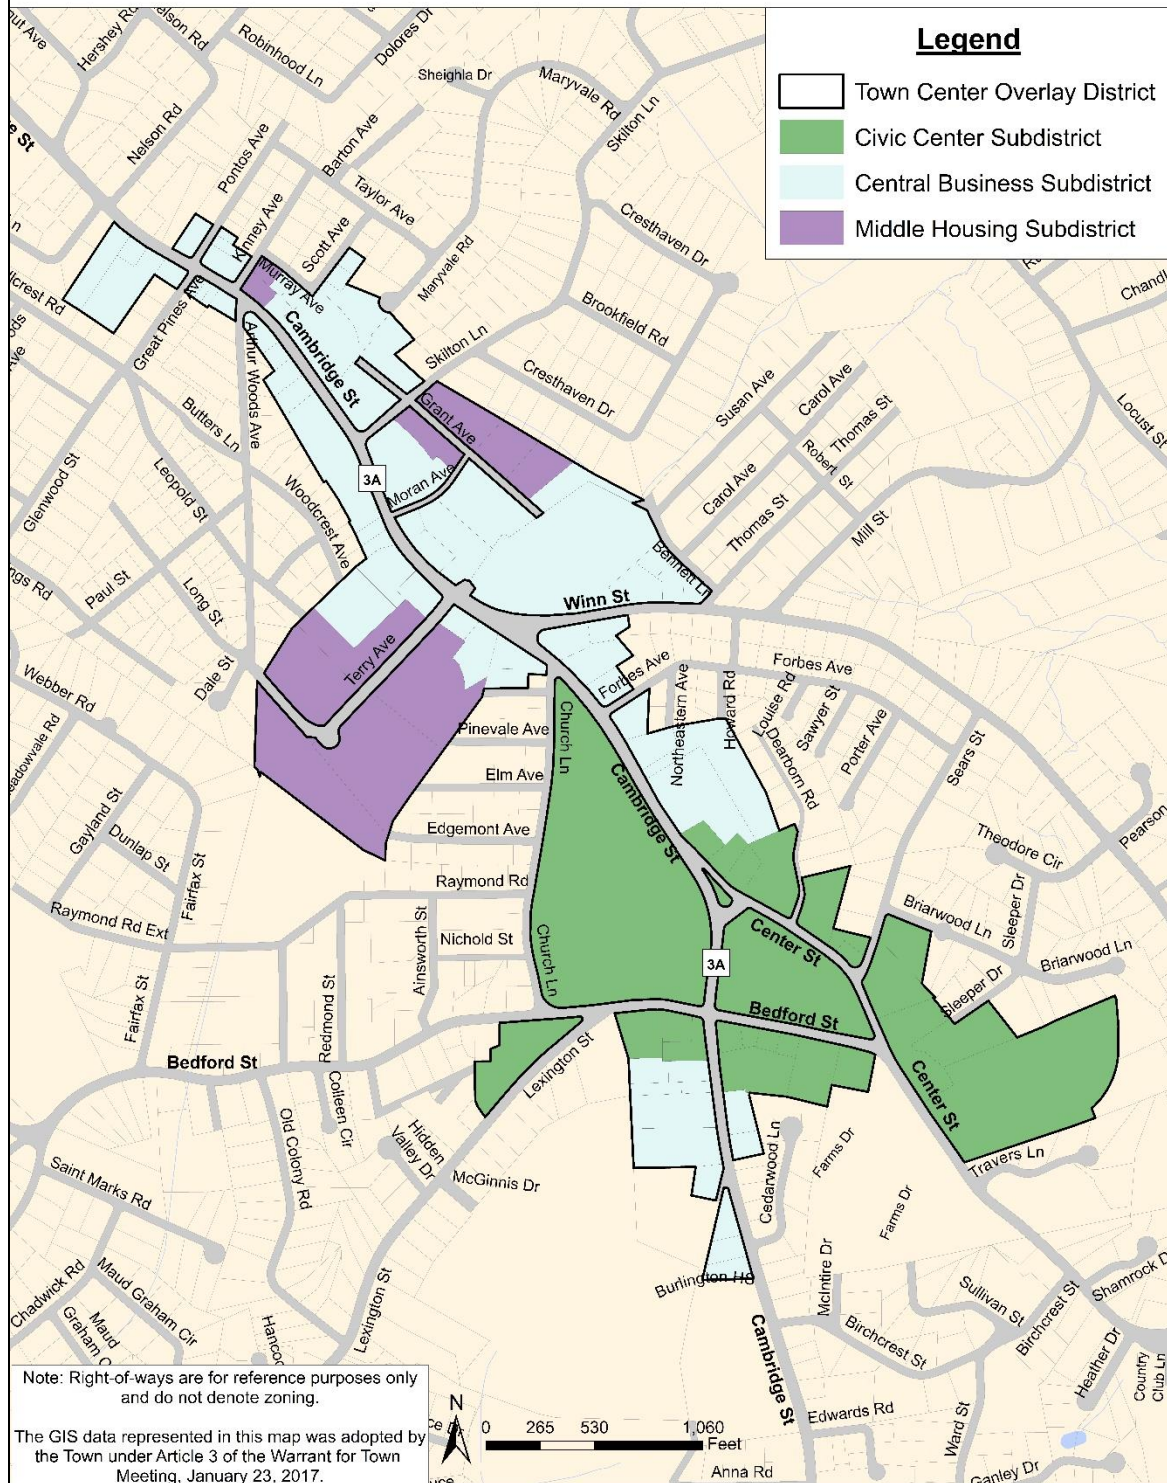 Legend
Town Center Overlay District
Civic Center Subdistrict
Central Business Subdistrict
Middle Housing Subdistrict
Hershey Rd
Nelson Rd
Robinhood Ln
Dolores Dr
Sheighla Dr
Maryvale Rd
Skilton Ln
Nelson Rd
Pontos Ave
Barton Ave
Taylor Ave
Kinney Ave
Scott Ave
Maryvale Rd
Cresthaven Dr
Murray Ave
Great Pines Ave
Cambridge St
Skilton Ln
Brookfield Rd
Cresthaven Dr
Arthur Woods Ave
Butters Ln
Grant Ave
Susan Ave
Carol Ave
Thomas St
Locust St
Robert St
Glenwood St
Leopold St
Woodcrest Ave
3A
Moran Ave
Carol Ave
Thomas St
Mill St
Bennett Ln
Paul St
Long St
Winn St
Terry Ave
Dale St
Webber Rd
Forbes Ave
Forbes Ave
Northeastern Ave
Howard Rd
Louise Rd
Sawyer St
Porter Ave
Dearborn Rd
Sears St
Pinevale Ave
Church Ln
Elm Ave
Cambridge St
Edgemont Ave
Gayland St
Dunlap St
Fairfax St
Theodore Cir
Pearson
Raymond Rd
Raymond Rd Ext
Ainsworth St
Nichold St
Church Ln
Briarwood Ln
Sleeper Dr
Briarwood Ln
Center St
3A
Sleeper Dr
Fairfax St
Redmond St
Bedford St
Bedford St
Lexington St
Center St
Colleen Cir
Old Colony Rd
Hidden
Valley Dr
McGinnis Dr
Cedarwood Ln
Farms Dr
Travers Ln
Farms Dr
Saint Marks Rd
Chadwick Rd
Maud Graham Cir
Maud
Lexington St
Burlington HS
McIntire Dr
Sullivan St
Birchcrest St
Birchcrest St
Cambridge St
Heather Dr
Country
Club Ln
Edwards Rd
Ward St
Anna Rd
Ganley Dr
Note: Right-of-ways are for reference purposes only
and do not denote zoning.
The GIS data represented in this map was adopted by
the Town under Article 3 of the Warrant for Town
Meeting, January 23, 2017.
N
0 265 530 1,060
Feet